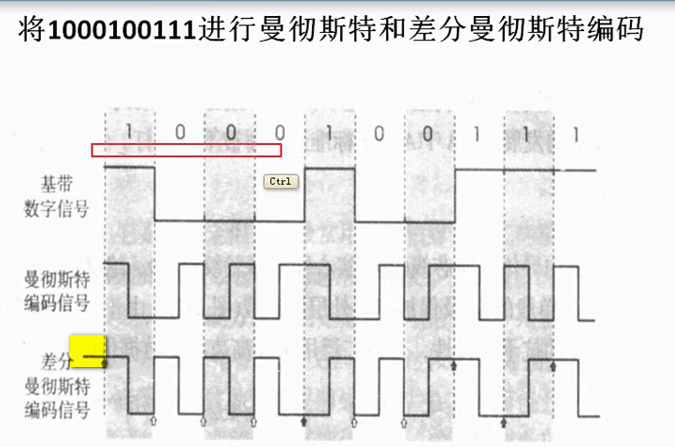 将1000100111进行曼彻斯特和差分曼彻斯特编码
1 0 0 0 1 0 0 1 1 1
Ctrl
基带
数字信号
曼彻斯特
编码信号
差分
曼彻斯特
编码信号